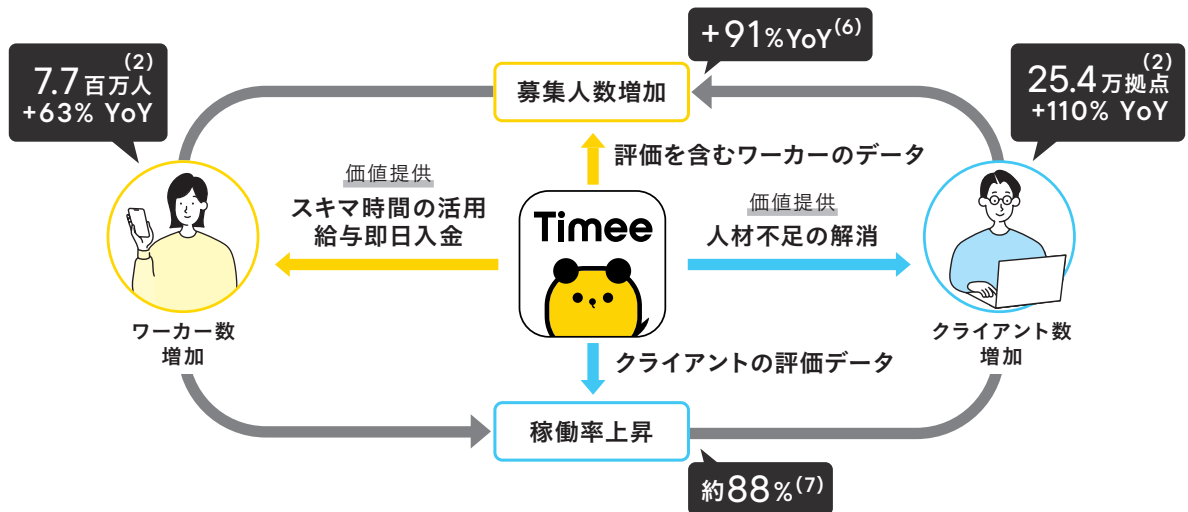 +91%YoY(6)
7.7百万人(2)
+63% YoY
募集人数増加
25.4万拠点(2)
+110% YoY
評価を含むワーカーのデータ
価値提供
スキマ時間の活用
給与即日入金
Timee
価値提供
人材不足の解消
ワーカー数
増加
クライアント数
増加
クライアントの評価データ
稼働率上昇
約88%(7)